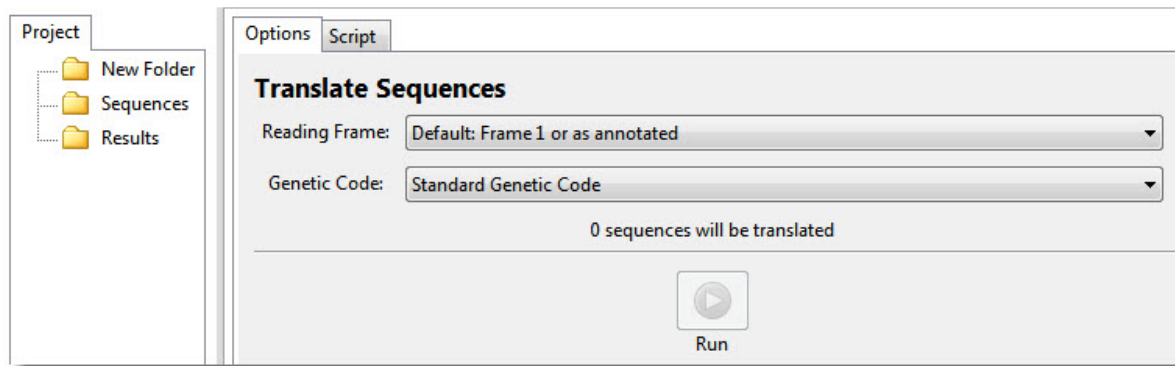 Project
New Folder
Sequences
Results
Options Script
Translate Sequences
Reading Frame: Default: Frame 1 or as annotated
Genetic Code: Standard Genetic Code
0 sequences will be translated
Run